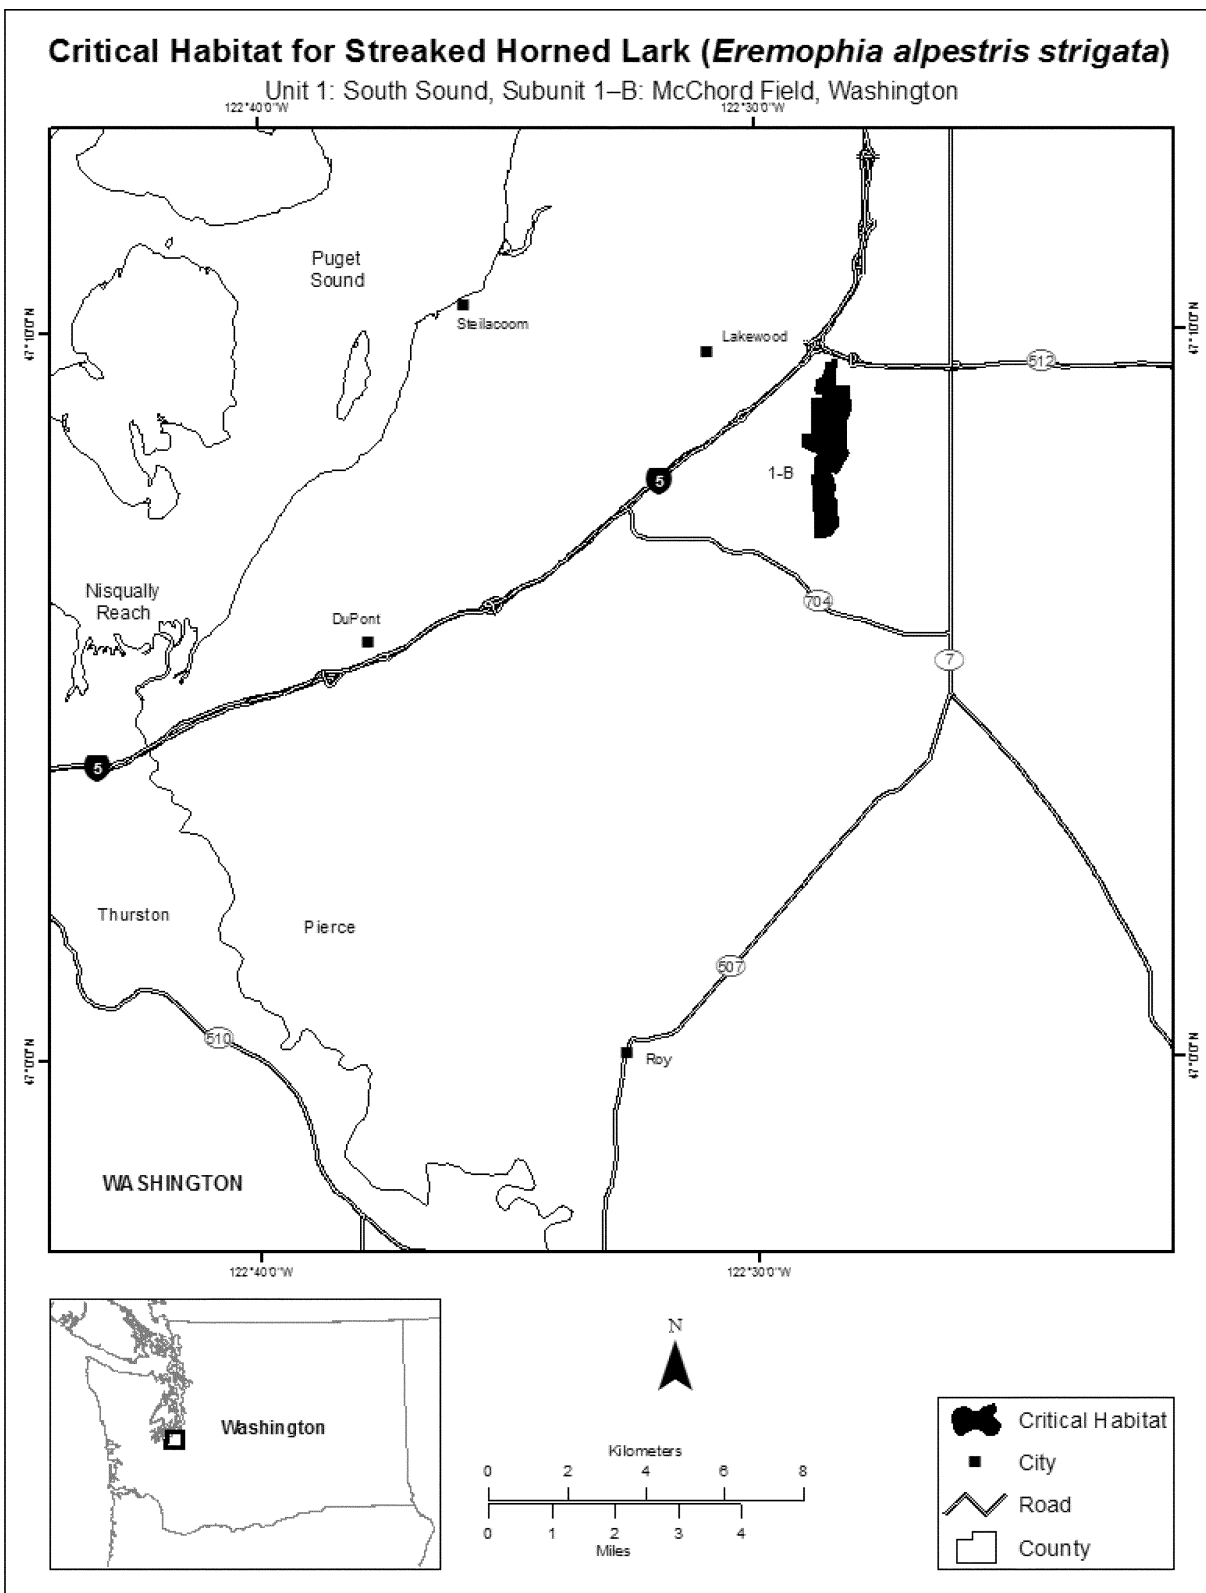 Critical Habitat for Streaked Horned Lark (Eremophia alpestris strigata)
Unit 1: South Sound, Subunit 1–B: McChord Field, Washington
122°40'0"W
122°30'0"W
Puget
Sound
Steilacoom
Lakewood
47°10'0"N
47°10'0"N
512
5
1-B
Nisqually
Reach
DuPont
704
7
5
Thurston
Pierce
507
510
Roy
47°0'0"N
47°0'0"N
WASHINGTON
122°40'0"W
122°30'0"W
Washington
N
Kilometers
0 2 4 6 8
0 1 2 3 4
Miles
Critical Habitat
City
Road
County